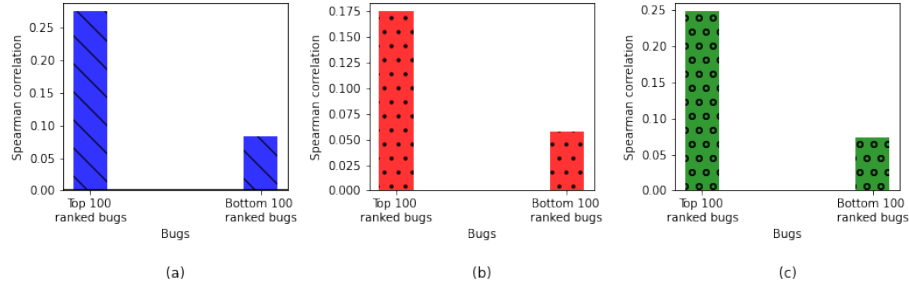 0.25
0.20
0.15
0.10
0.05
0.00
Spearman correlation
Top 100
ranked bugs
Bottom 100
ranked bugs
Bugs
(a)
0.175
0.150
0.125
0.100
0.075
0.050
0.025
0.000
Spearman correlation
Top 100
ranked bugs
Bottom 100
ranked bugs
Bugs
(b)
0.25
0.20
0.15
0.10
0.05
0.00
Spearman correlation
Top 100
ranked bugs
Bottom 100
ranked bugs
Bugs
(c)